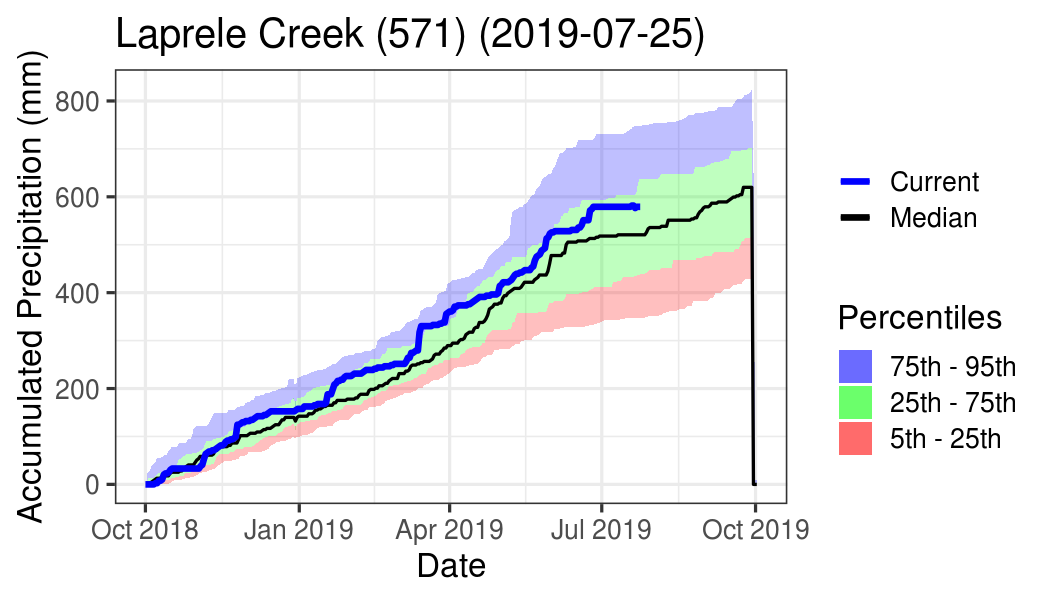 Laprele Creek (571) (2019-07-25)
Accumulated Precipitation (mm)
800
600
400
200
0
Oct 2018 Jan 2019 Apr 2019 Jul 2019 Oct 2019
Date
Current
Median
Percentiles
75th - 95th
25th - 75th
5th - 25th